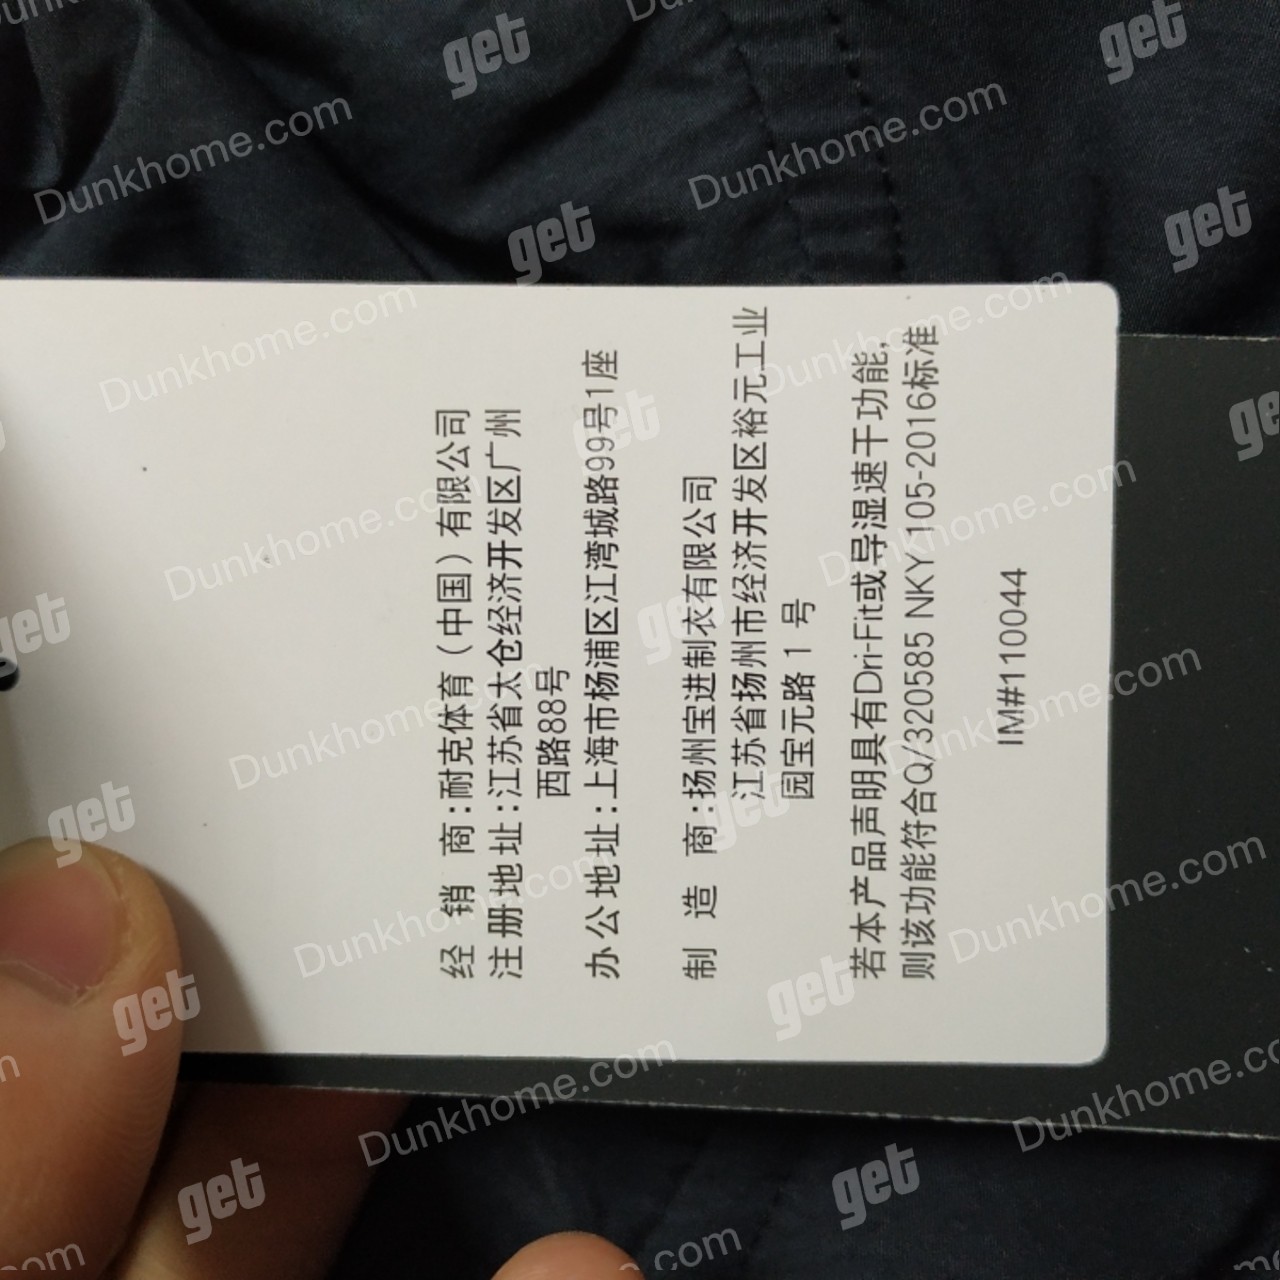 经 销 商:耐克体育(中国)有限公司
注册地址:江苏省太仓经济开发区广州
西路88号
办公地址:上海市杨浦区江湾城路99号1座
制 造 商:扬州宝进制衣有限公司
江苏省扬州市经济开发区裕元工业
园宝元路 1 号
若本产品声明具有Dri-Fit或导湿速干功能,
则该功能符合Q/320585 NKY 105-2016标准
IM#110044
get
Dunkhome.com